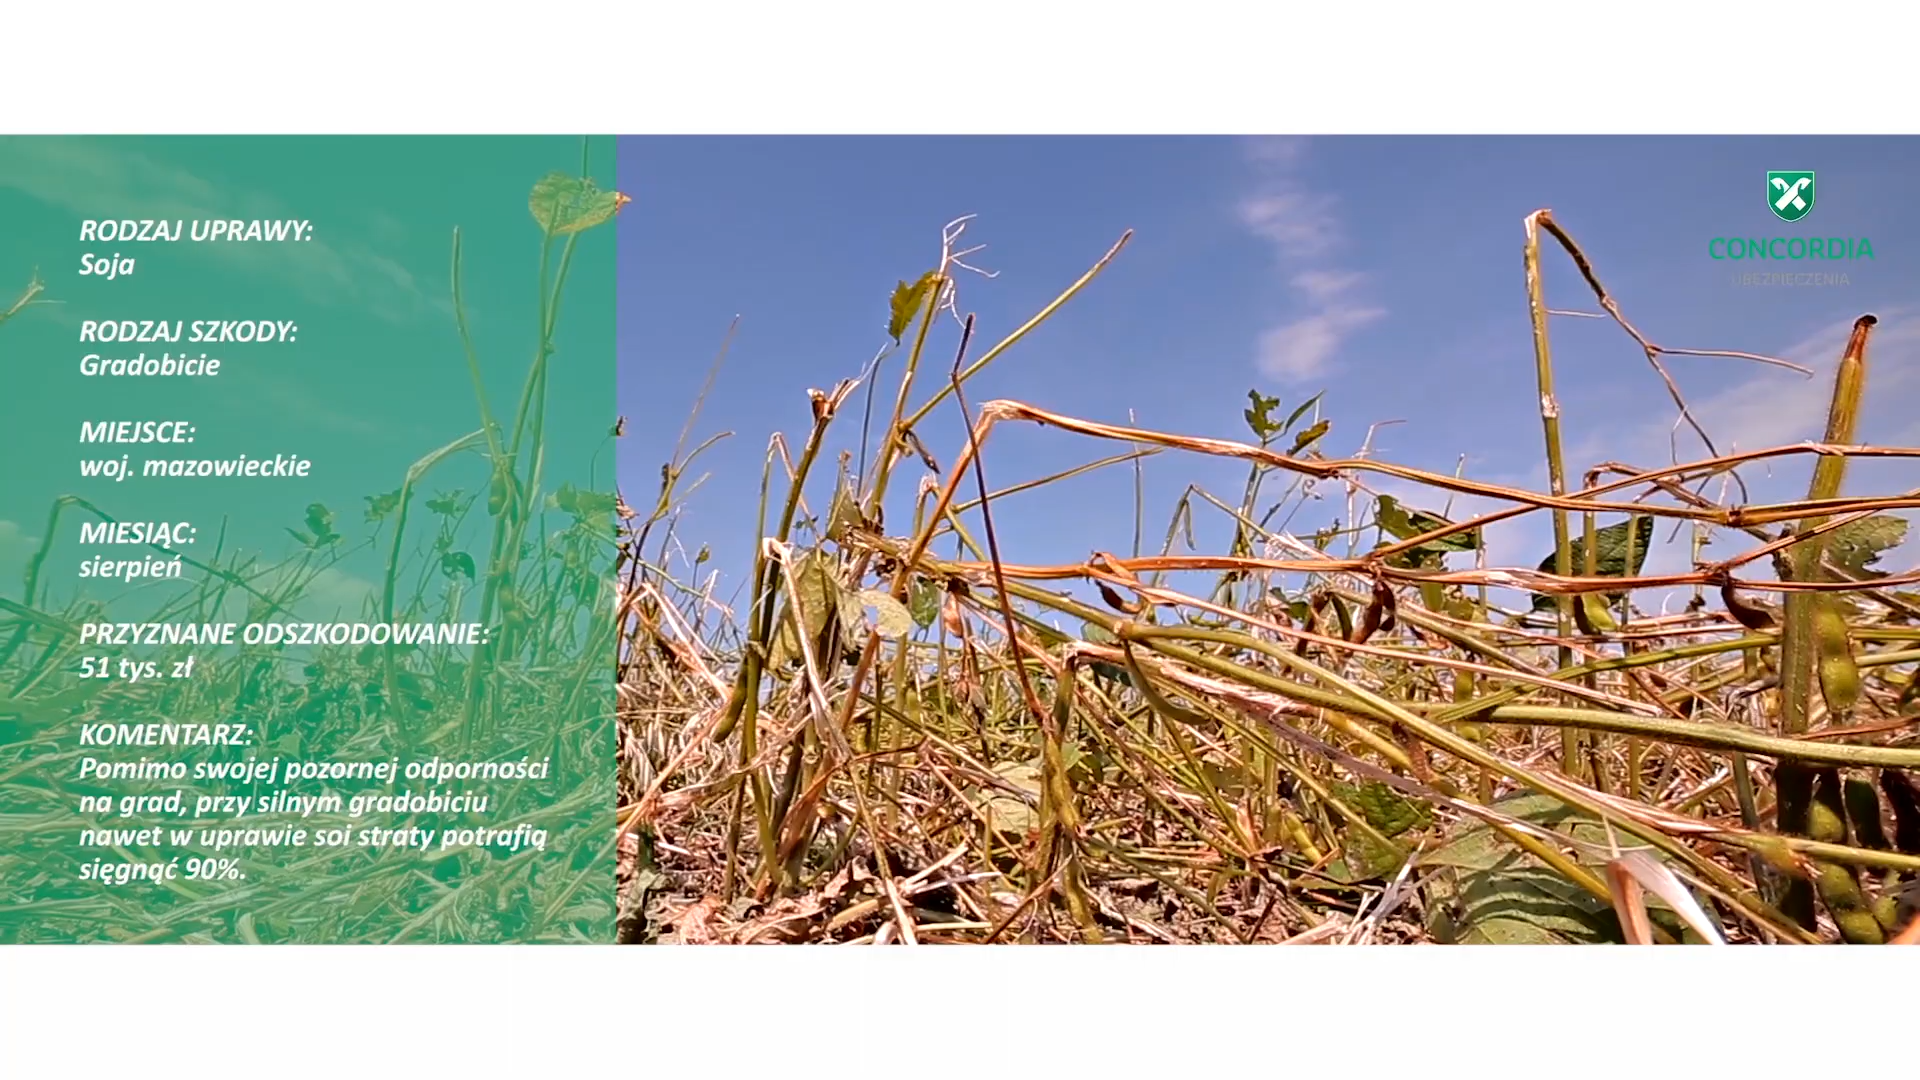 RODZAJ UPRAWY:
Soja
RODZAJ SZKODY:
Gradobicie
MIEJSCE:
woj. mazowieckie
MIESIĄC:
sierpień
PRZYZNANE ODSZKODOWANIE:
51 tys. zł
KOMENTARZ:
Pomimo swojej pozornej odporności
na grad, przy silnym gradobiciu
nawet w uprawie soi straty potrafią
sięgnąć 90%.
CONCORDIA
UBEZPIECZENIA